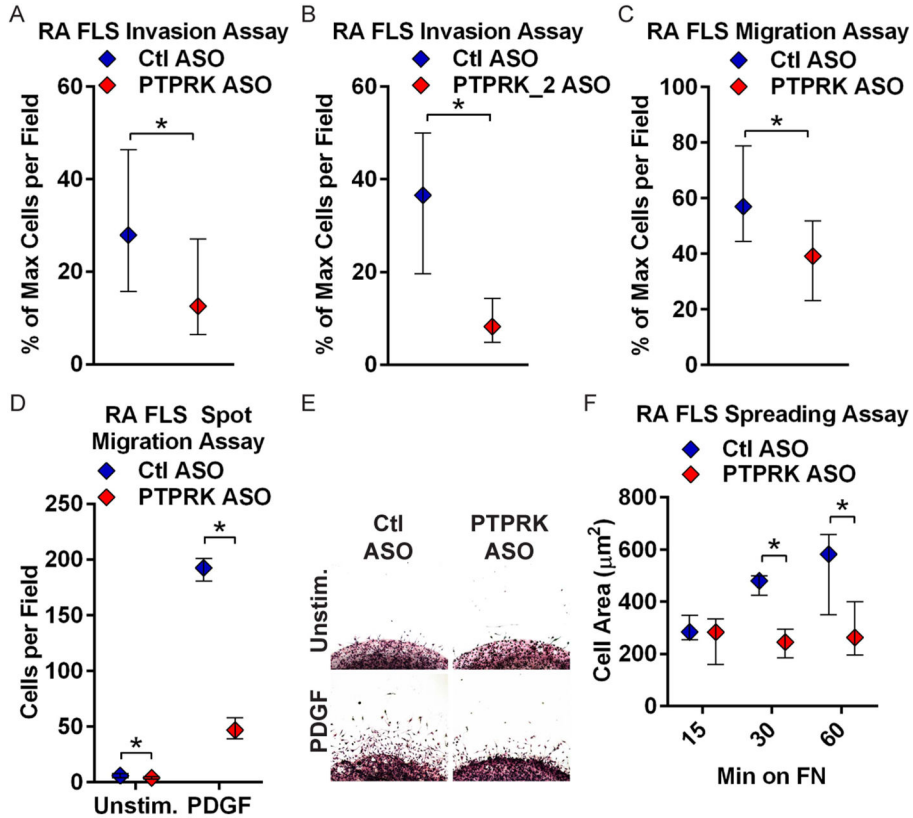 A
RA FLS Invasion Assay
Ctl ASO
PTPRK ASO
% of Max Cells per Field
60
40
20
0
*
B
RA FLS Invasion Assay
Ctl ASO
PTPRK_2 ASO
% of Max Cells per Field
60
40
20
0
*
C
RA FLS Migration Assay
Ctl ASO
PTPRK ASO
% of Max Cells per Field
100
80
60
40
20
0
*
D
RA FLS Spot
Migration Assay
Ctl ASO
PTPRK ASO
Cells per Field
250
200
150
100
50
0
*
*
Unstim. PDGF
E
Ctl
ASO
PTPRK
ASO
Unstim.
PDGF
F
RA FLS Spreading Assay
Ctl ASO
PTPRK ASO
Cell Area (μm²)
800
600
400
200
0
*
*
15 30 60
Min on FN